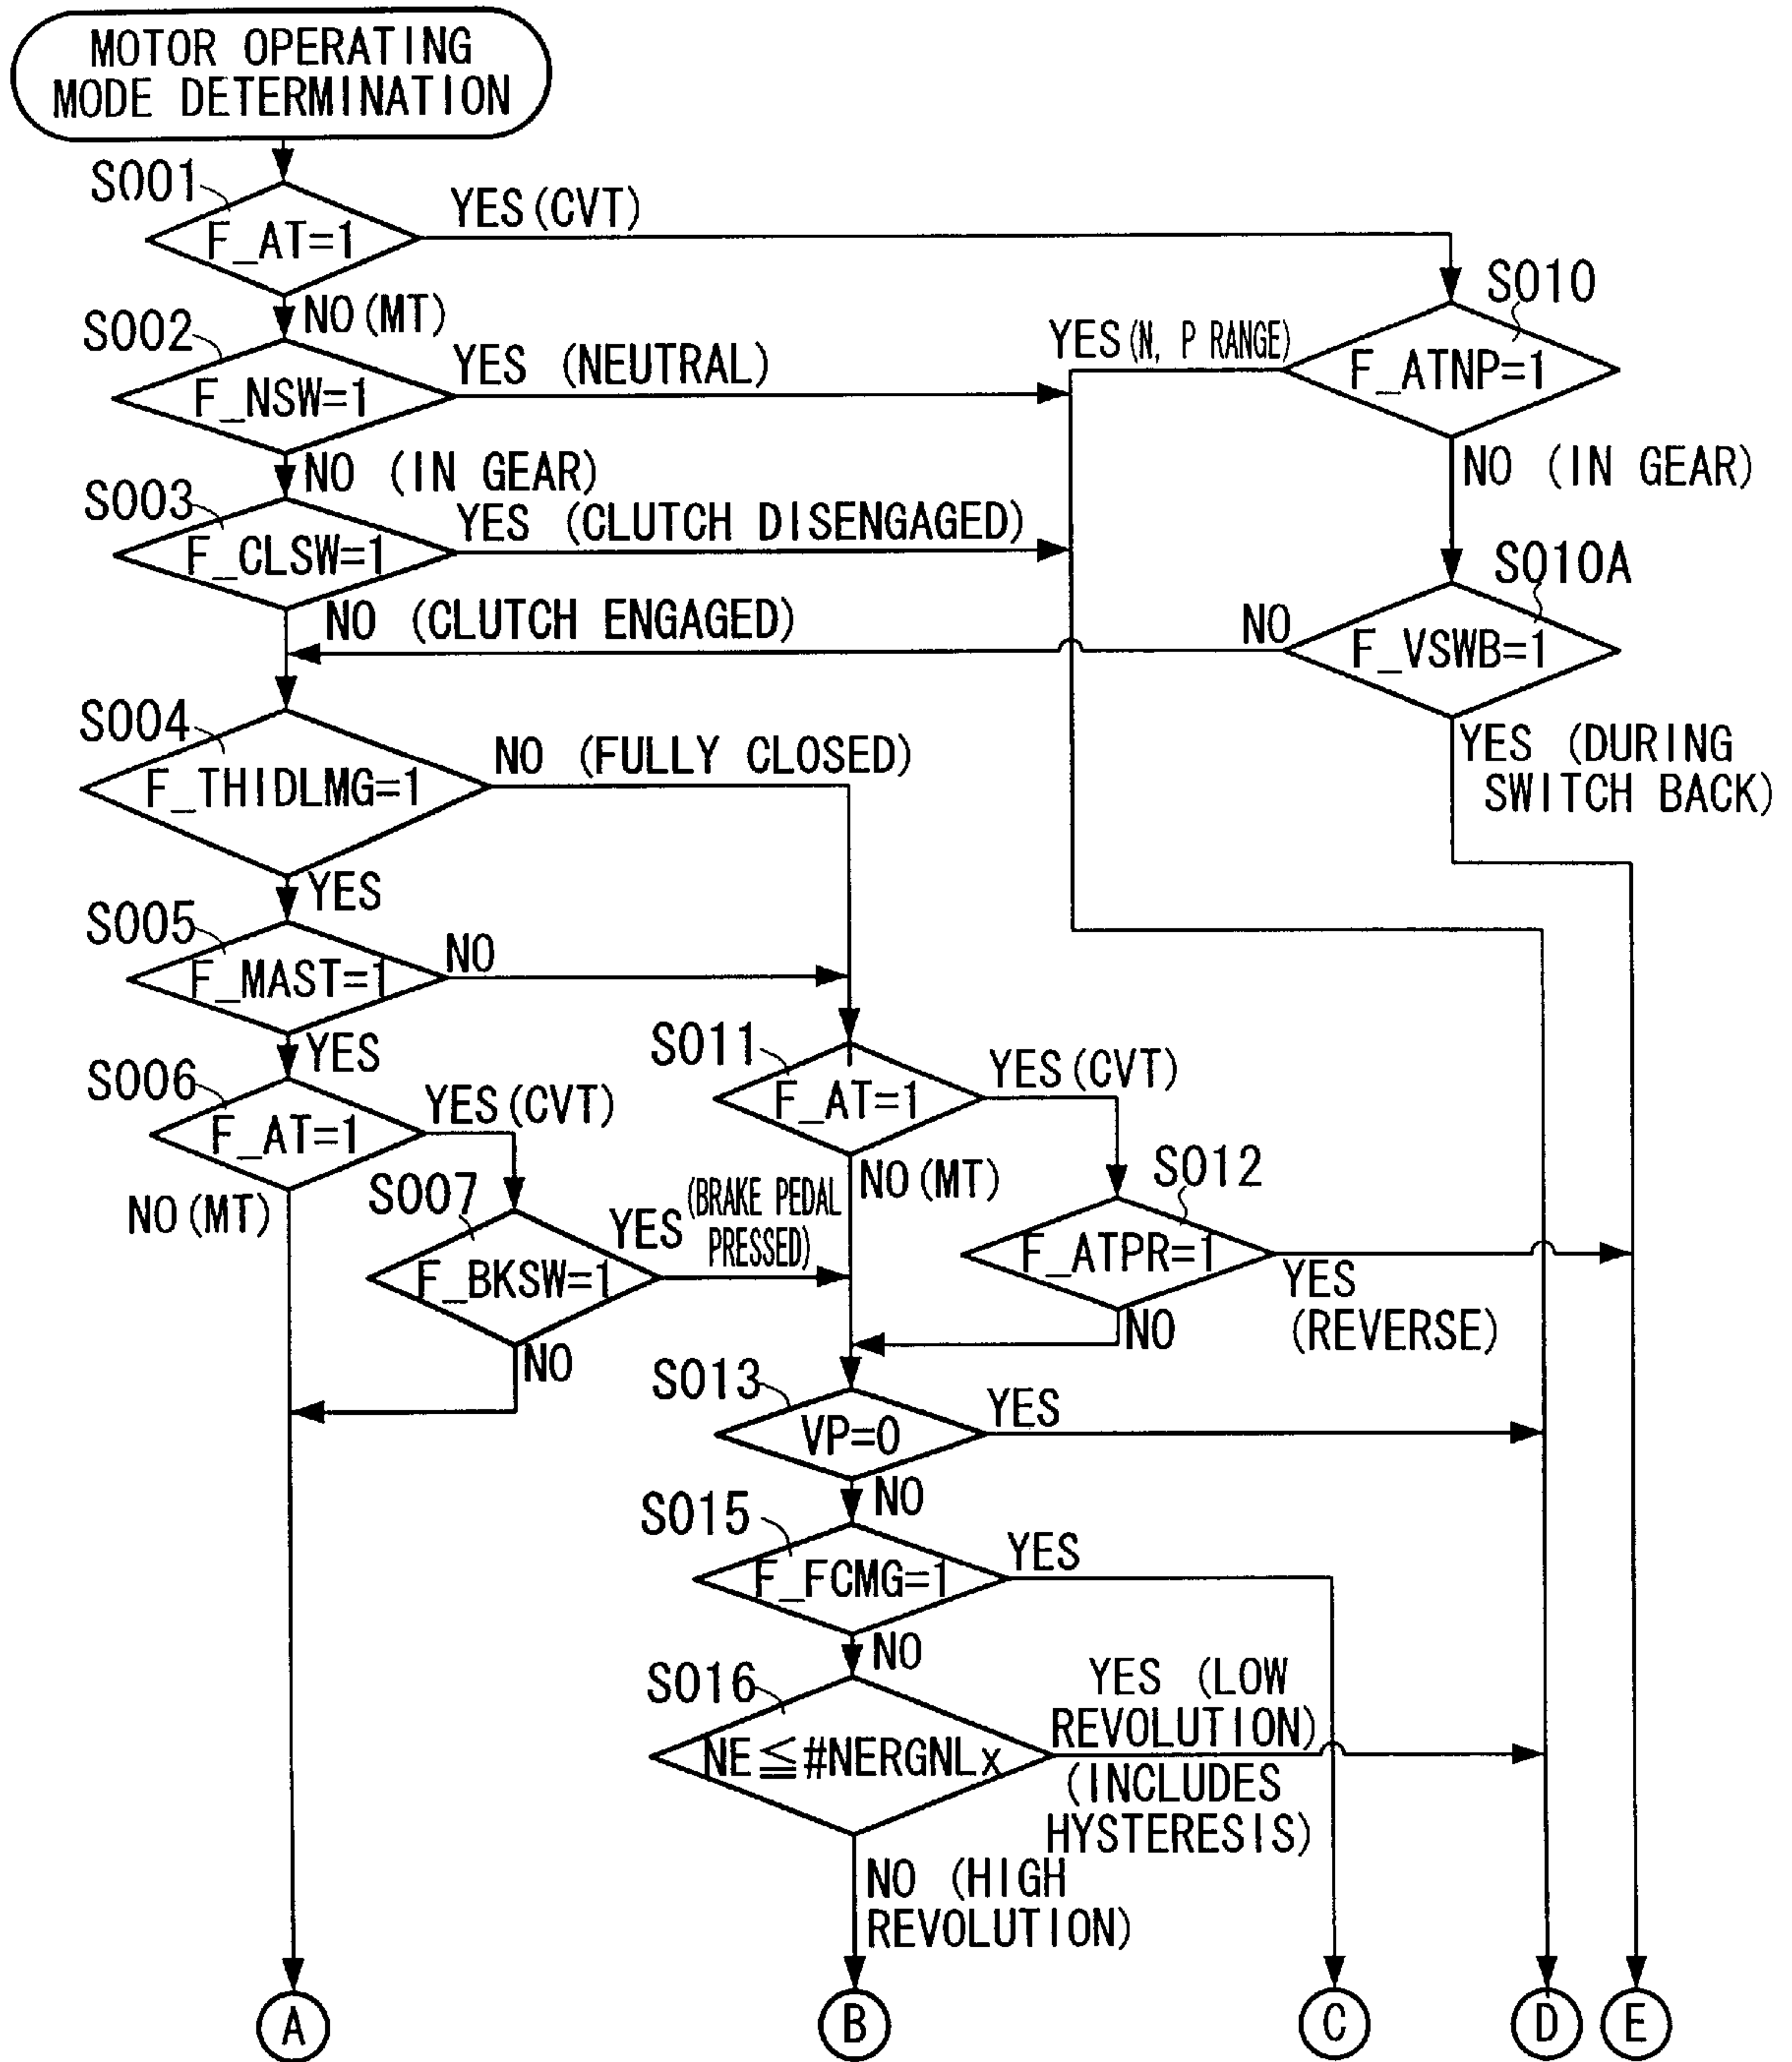 MOTOR OPERATING
MODE DETERMINATION
S001
F_AT=1
YES(CVT)
NO(MT)
S010
F_ATNP=1
YES(N, P RANGE)
NO (IN GEAR)
S002
F_NSW=1
YES (NEUTRAL)
NO (IN GEAR)
S003
F_CLSW=1
YES (CLUTCH DISENGAGED)
NO (CLUTCH ENGAGED)
S010A
F_VSWB=1
NO
YES (DURING
SWITCH BACK)
S004
F_THIDLMG=1
NO (FULLY CLOSED)
YES
S005
F_MAST=1
NO
YES
S006
F_AT=1
YES(CVT)
NO(MT)
S007
F_BKSW=1
YES (BRAKE PEDAL
PRESSED)
NO
S011
F_AT=1
YES(CVT)
NO(MT)
S012
F_ATPR=1
YES
(REVERSE)
NO
S013
VP=0
YES
NO
S015
F_FCMG=1
YES
NO
S016
NE≦#NERGNLx
YES (LOW
REVOLUTION)
(INCLUDES
HYSTERESIS)
NO (HIGH
REVOLUTION)
A
B
C
D
E